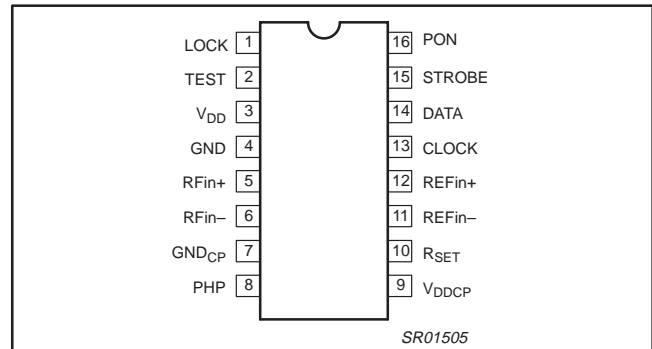 LOCK 1 16 PON
TEST 2 15 STROBE
VDD 3 14 DATA
GND 4 13 CLOCK
RFin+ 5 12 REFin+
RFin– 6 11 REFin–
GNDCP 7 10 RSET
PHP 8 9 VDDCP
SR01505